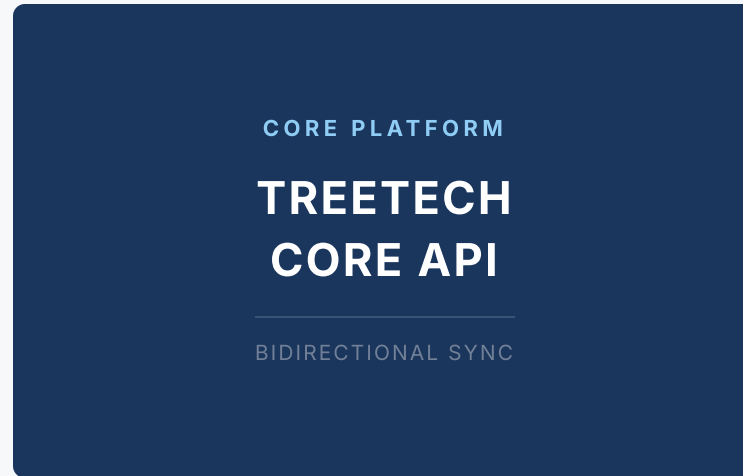 CORE PLATFORM
TREETECH
CORE API
BIDIRECTIONAL SYNC